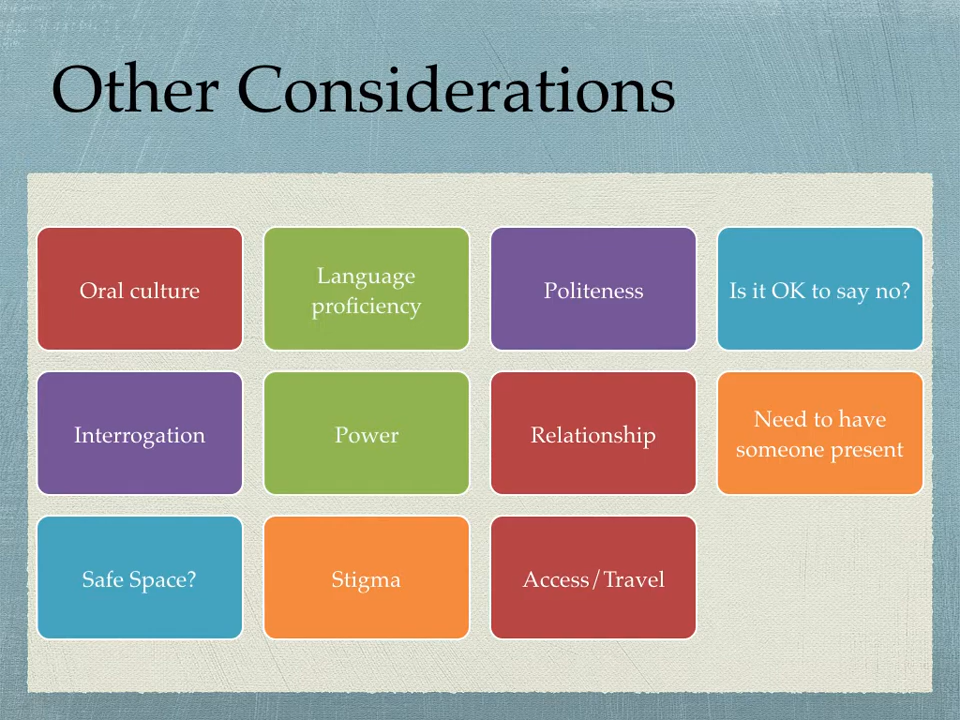 Other Considerations
Oral culture
Language
proficiency
Politeness
Is it OK to say no?
Interrogation
Power
Relationship
Need to have
someone present
Safe Space?
Stigma
Access/Travel